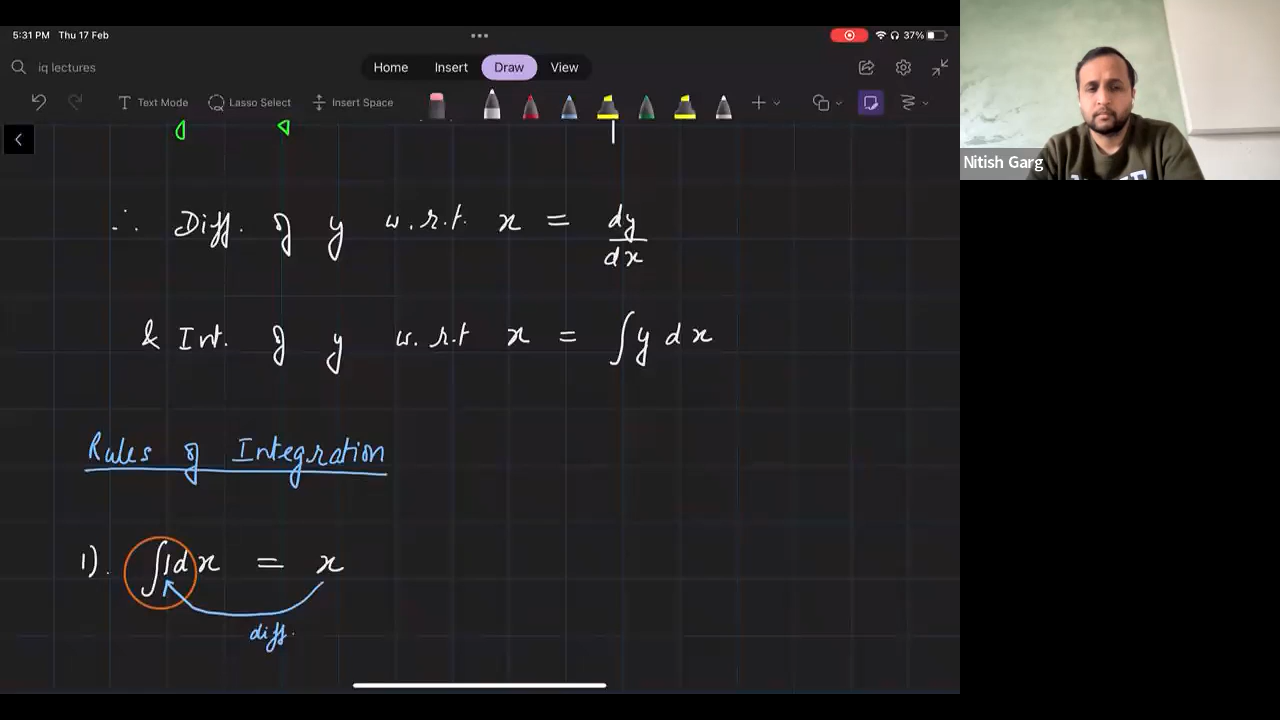 5:31 PM Thu 17 Feb
37%
iq lectures
Home Insert Draw View
Text Mode Lasso Select Insert Space
∴ Diff. of y w.r.t. x = dy/dx
& Int. of y w.r.t x = ∫y dx
Rules of Integration
1). ∫1dx = x
diff.
Nitish Garg